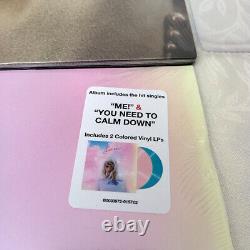 Album includes the hit singles
"ME!" &
"YOU NEED TO
CALM DOWN"
Includes 2 Colored Vinyl LPs